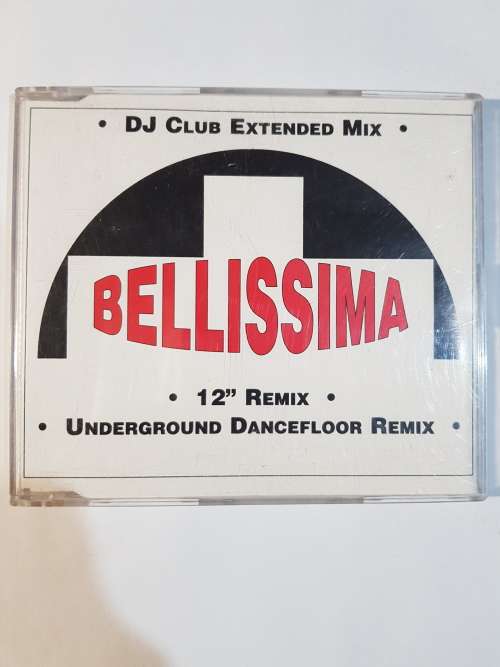 • DJ Club Extended Mix •
BELLISSIMA
• 12” Remix •
• Underground Dancefloor Remix •